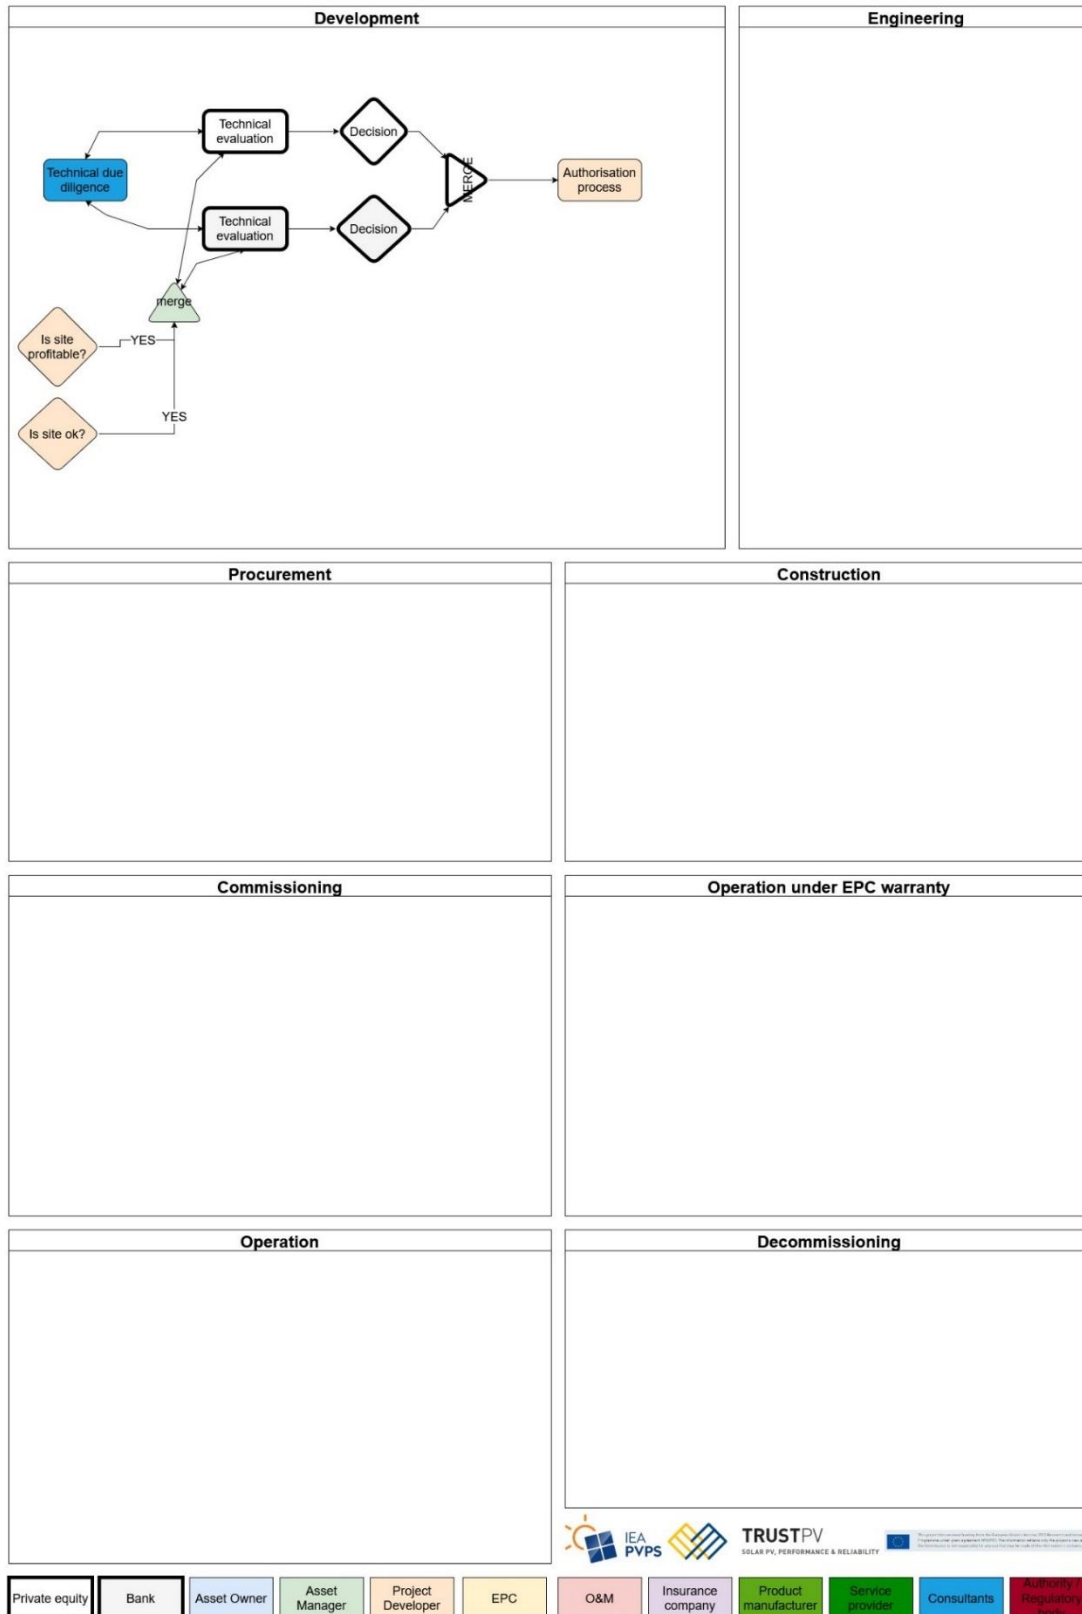 Development
Engineering
Technical
evaluation
Decision
Technical due
diligence
MERGE
Authorisation
process
Technical
evaluation
Decision
merge
Is site
profitable?
YES
YES
Is site ok?
Procurement
Construction
Commissioning
Operation under EPC warranty
Operation
Decommissioning
IEA
PVPS
TRUSTPV
SOLAR PV, PERFORMANCE & RELIABILITY
Private equity
Bank
Asset Owner
Asset
Manager
Project
Developer
EPC
O&M
Insurance
company
Product
manufacturer
Service
provider
Consultants
Authority /
Regulatory